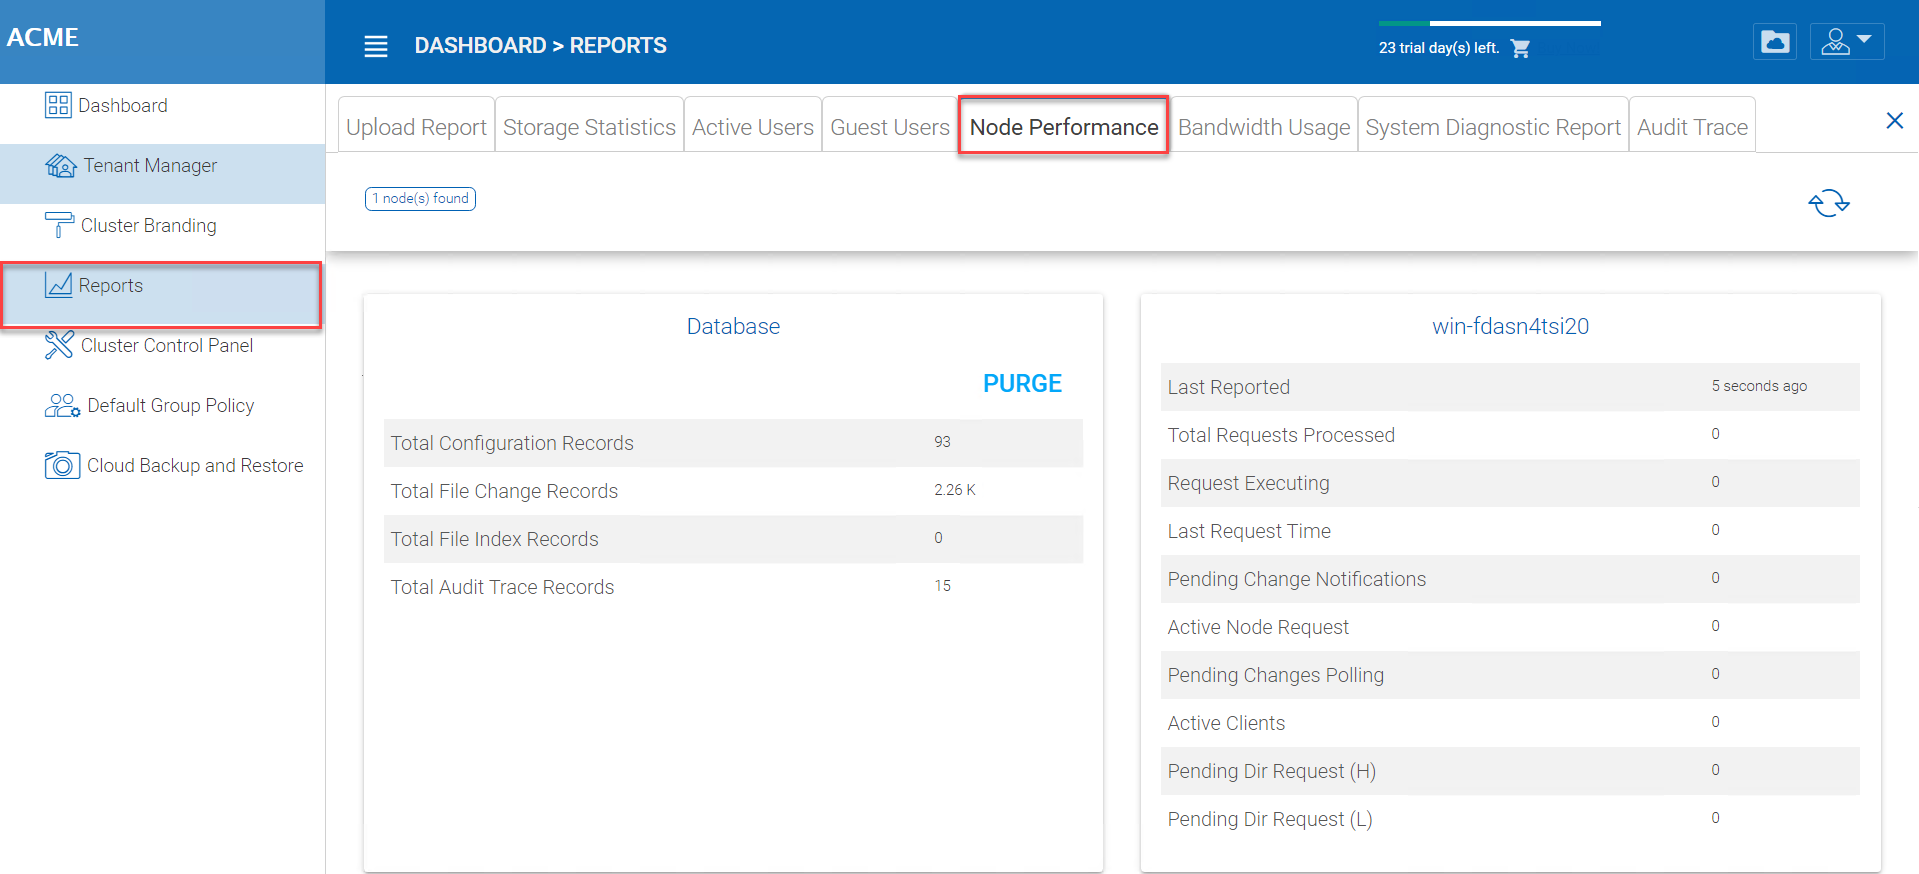 ACME
DASHBOARD > REPORTS
23 trial day(s) left.
Dashboard
Tenant Manager
Cluster Branding
Reports
Cluster Control Panel
Default Group Policy
Cloud Backup and Restore
Upload Report
Storage Statistics
Active Users
Guest Users
Node Performance
Bandwidth Usage
System Diagnostic Report
Audit Trace
1 node(s) found
Database
PURGE
Total Configuration Records 93
Total File Change Records 2.26 K
Total File Index Records 0
Total Audit Trace Records 15
win-fdasn4tsi20
Last Reported 5 seconds ago
Total Requests Processed 0
Request Executing 0
Last Request Time 0
Pending Change Notifications 0
Active Node Request 0
Pending Changes Polling 0
Active Clients 0
Pending Dir Request (H) 0
Pending Dir Request (L) 0